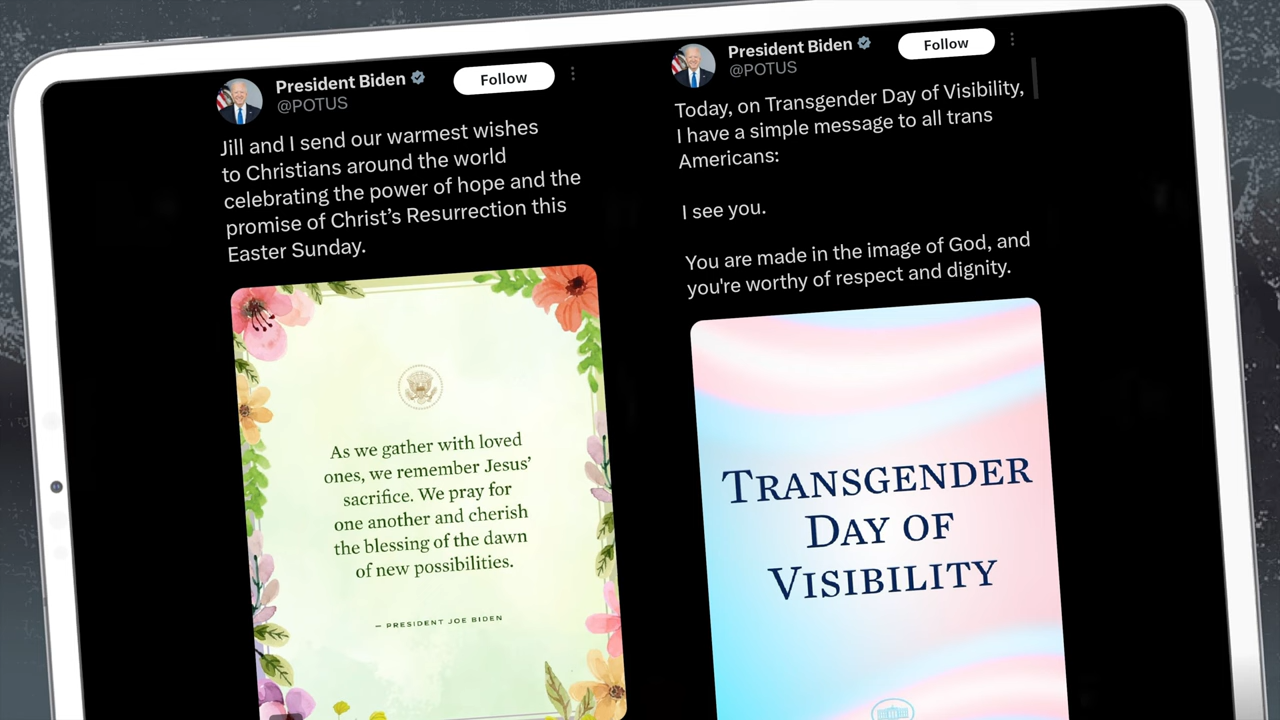 President Biden
@POTUS
Follow
Jill and I send our warmest wishes
to Christians around the world
celebrating the power of hope and the
promise of Christ’s Resurrection this
Easter Sunday.
As we gather with loved
ones, we remember Jesus’
sacrifice. We pray for
one another and cherish
the blessing of the dawn
of new possibilities.
— PRESIDENT JOE BIDEN
President Biden
@POTUS
Follow
Today, on Transgender Day of Visibility,
I have a simple message to all trans
Americans:
I see you.
You are made in the image of God, and
you're worthy of respect and dignity.
TRANSGENDER
DAY OF
VISIBILITY